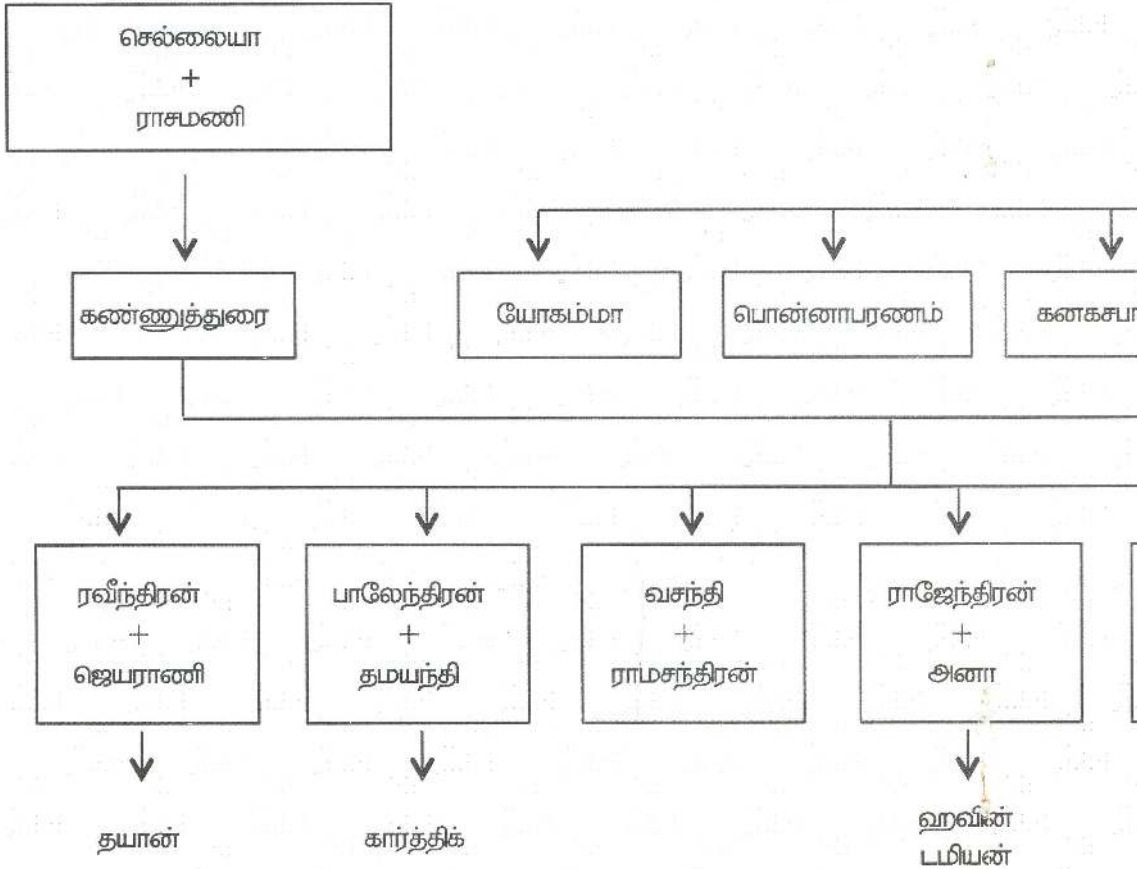 செல்லையா
+
ராசமணி
கண்ணுத்துரை
யோகம்மா
பொன்னாபரணம்
ரவீந்திரன்
+
ஜெயராணி
பாலேந்திரன்
+
தமயந்தி
வசந்தி
+
ராமசந்திரன்
ராஜேந்திரன்
+
அனா
தயான்
கார்த்திக்
ஹவின்
டமியன்